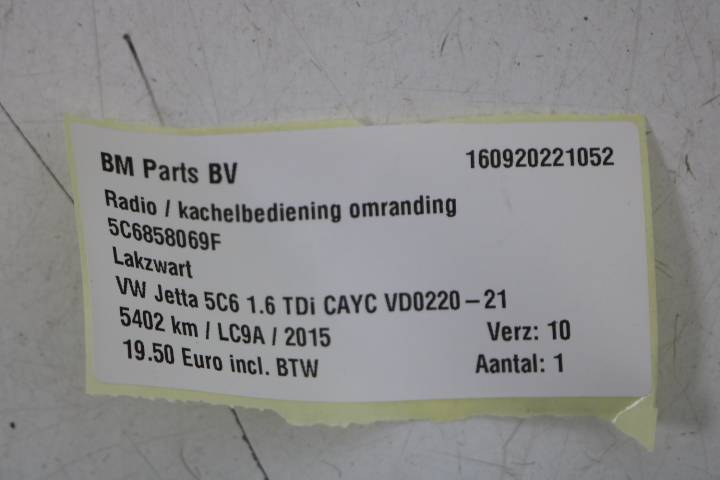 BM Parts BV 160920221052
Radio / kachelbediening omranding
5C6858069F
Lakzwart
VW Jetta 5C6 1.6 TDi CAYC VD0220-21
5402 km / LC9A / 2015 Verz: 10
19.50 Euro incl. BTW Aantal: 1